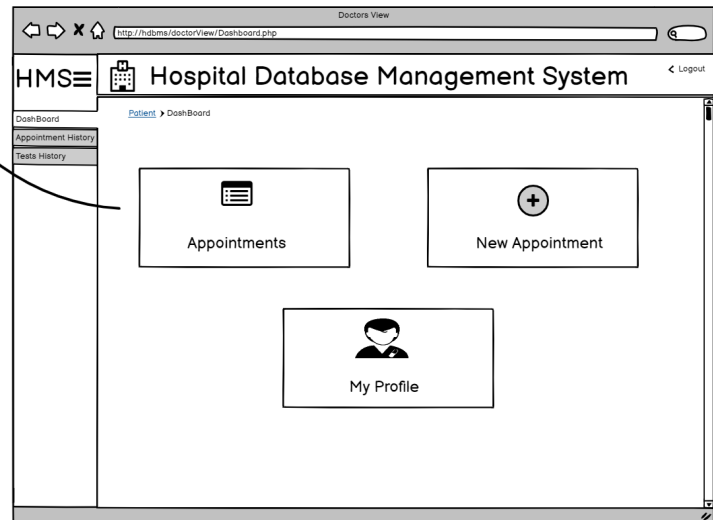 Doctors View
http://hdbms/doctorView/Dashboard.php
HMS
Hospital Database Management System
Logout
DashBoard
Appointment History
Tests History
Patient > DashBoard
Appointments
New Appointment
My Profile